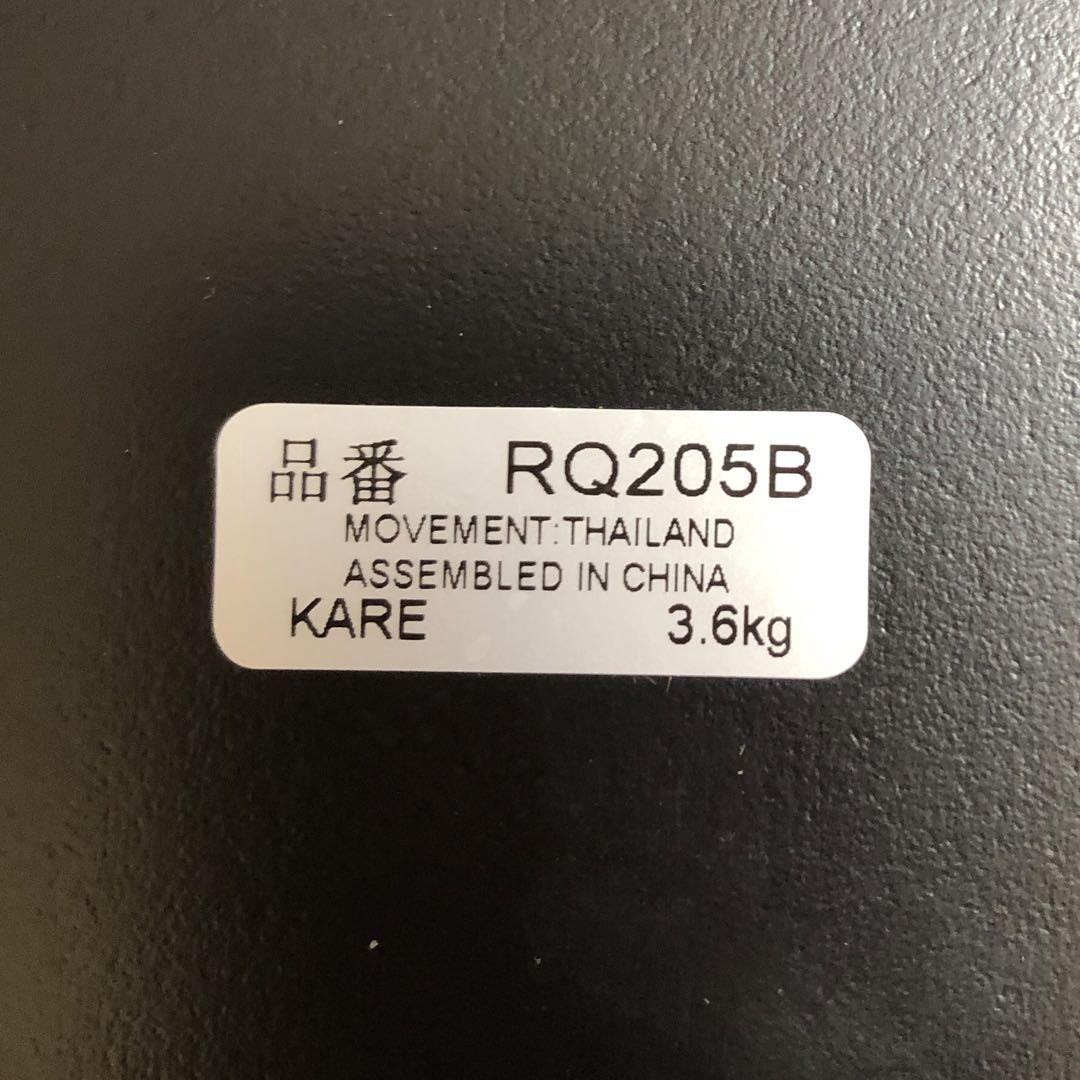 品番 RQ205B
MOVEMENT:THAILAND
ASSEMBLED IN CHINA
KARE 3.6kg